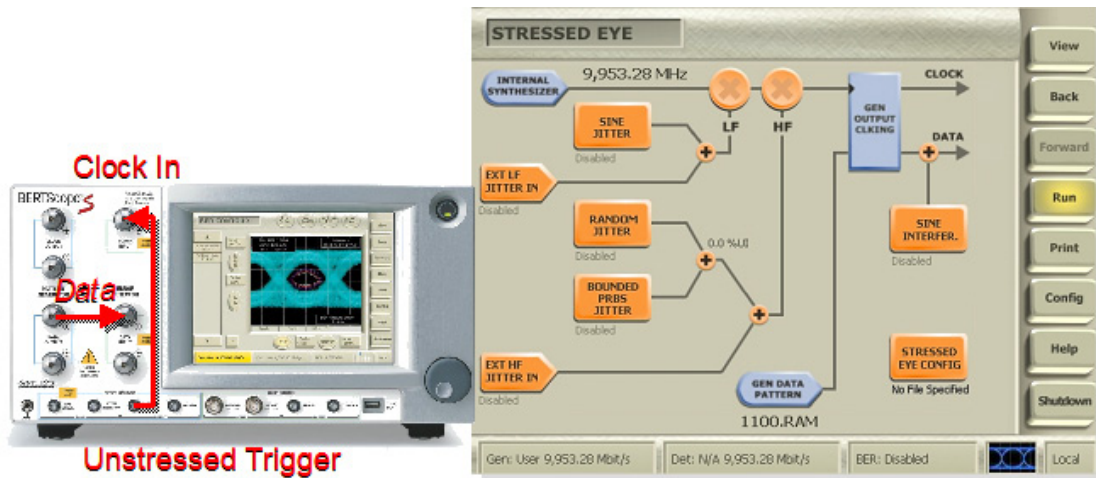 Clock In
BERTScope S
Data
Unstressed Trigger
STRESSED EYE
INTERNAL
SYNTHESIZER
9,953.28 MHz
SINE
JITTER
Disabled
LF
HF
GEN
OUTPUT
CLKING
CLOCK
DATA
EXT LF
JITTER IN
Disabled
RANDOM
JITTER
Disabled
0.0 %UI
BOUNDED
PRBS
JITTER
Disabled
SINE
INTERFER.
Disabled
EXT HF
JITTER IN
Disabled
GEN DATA
PATTERN
1100.RAM
STRESSED
EYE CONFIG
No File Specified
View
Back
Forward
Run
Print
Config
Help
Shutdown
Gen: User 9,953.28 Mbit/s
Det: N/A 9,953.28 Mbit/s
BER: Disabled
Local